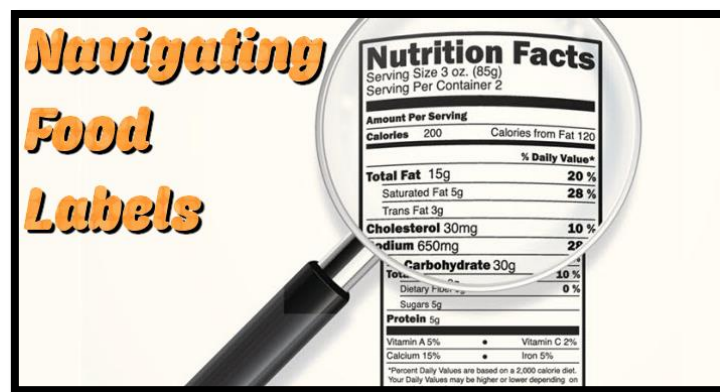 Navigating
Food
Labels
Nutrition Facts
Serving Size 3 oz. (85g)
Serving Per Container 2
Amount Per Serving
Calories 200 Calories from Fat 120
% Daily Value*
Total Fat 15g 20 %
Saturated Fat 5g 28 %
Trans Fat 3g
Cholesterol 30mg 10 %
650mg
Carbohydrate 30g
10 %
Dietary 0 %
Sugars 5g
Protein 5g
Vitamin A 5% • Vitamin C 2%
Calcium 15% • Iron 5%
*Percent Daily Values are based on a 2,000 calorie diet.
Your Daily Values may be higher or lower depending on